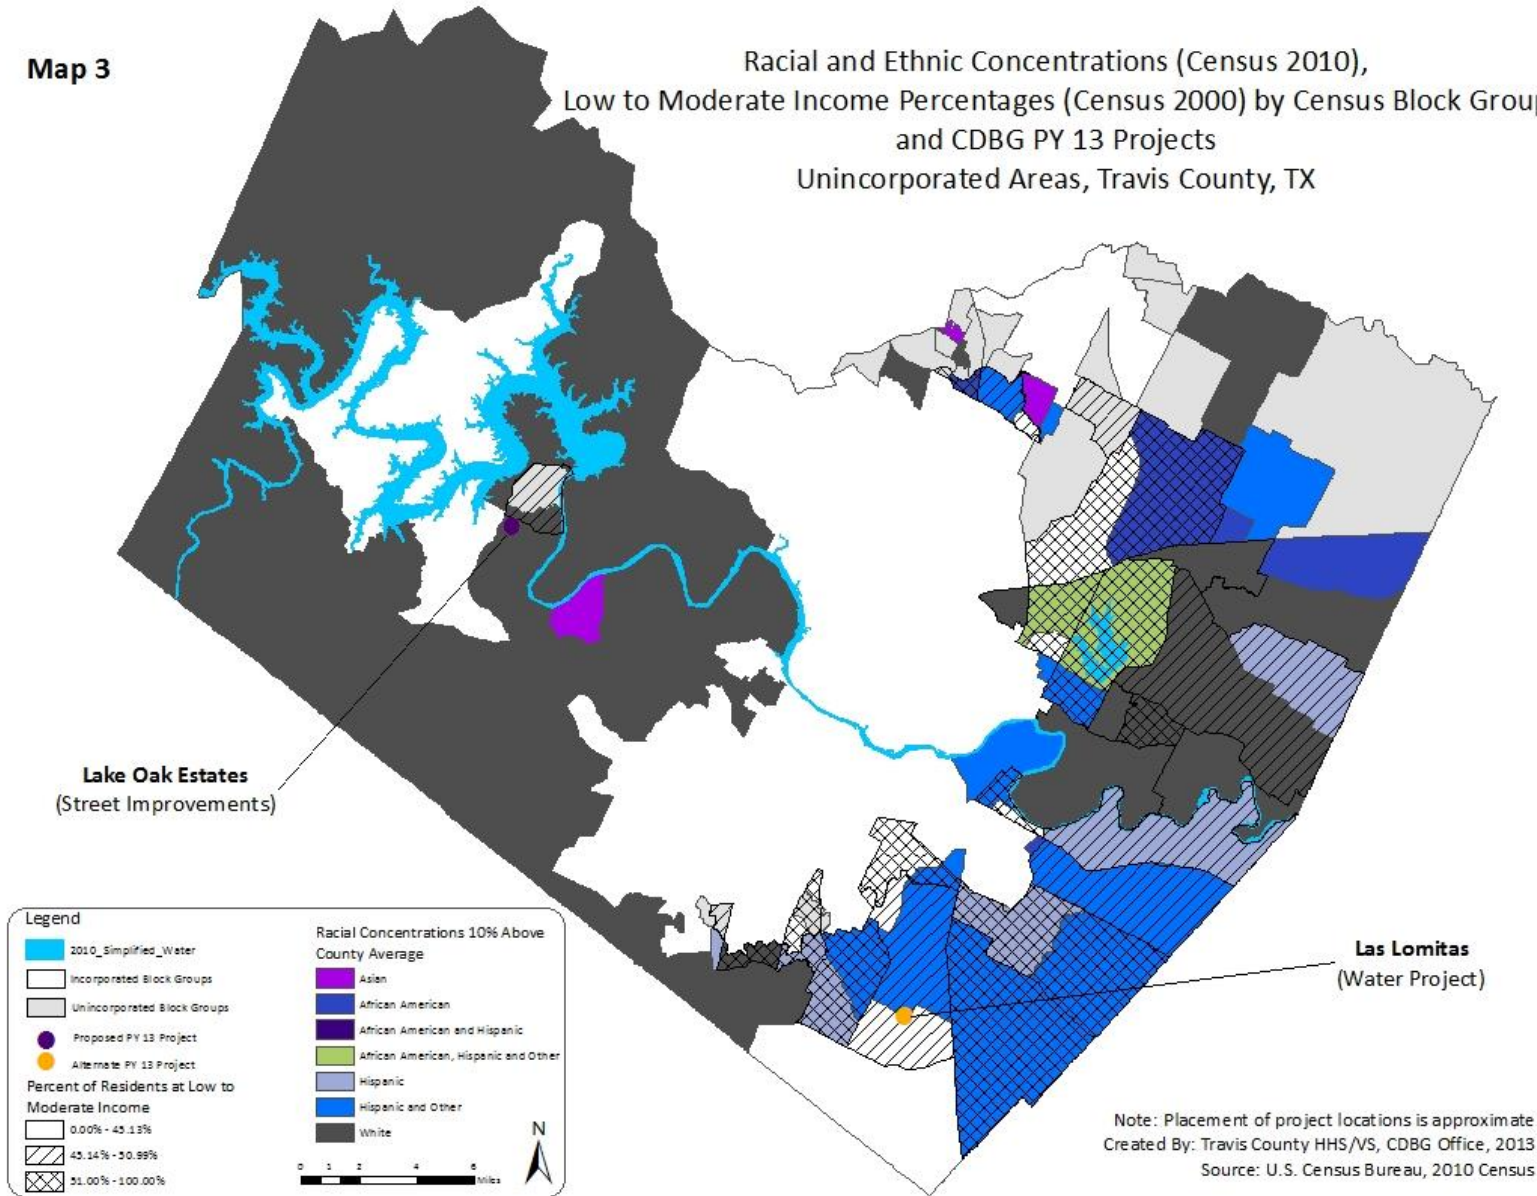 Map 3
Racial and Ethnic Concentrations (Census 2010),
Low to Moderate Income Percentages (Census 2000) by Census Block Group
and CDBG PY 13 Projects
Unincorporated Areas, Travis County, TX
Lake Oak Estates
(Street Improvements)
Las Lomitas
(Water Project)
Legend
2010_Simplified_Water
Incorporated Block Groups
Unincorporated Block Groups
Proposed PY 13 Project
Alternate PY 13 Project
Percent of Residents at Low to
Moderate Income
0.00% - 45.13%
45.14% - 50.99%
51.00% - 100.00%
Racial Concentrations 10% Above
County Average
Asian
African American
African American and Hispanic
African American, Hispanic and Other
Hispanic
Hispanic and Other
White
N
0 1 2 4 6
Miles
Note: Placement of project locations is approximate
Created By: Travis County HHS/VS, CDBG Office, 2013
Source: U.S. Census Bureau, 2010 Census